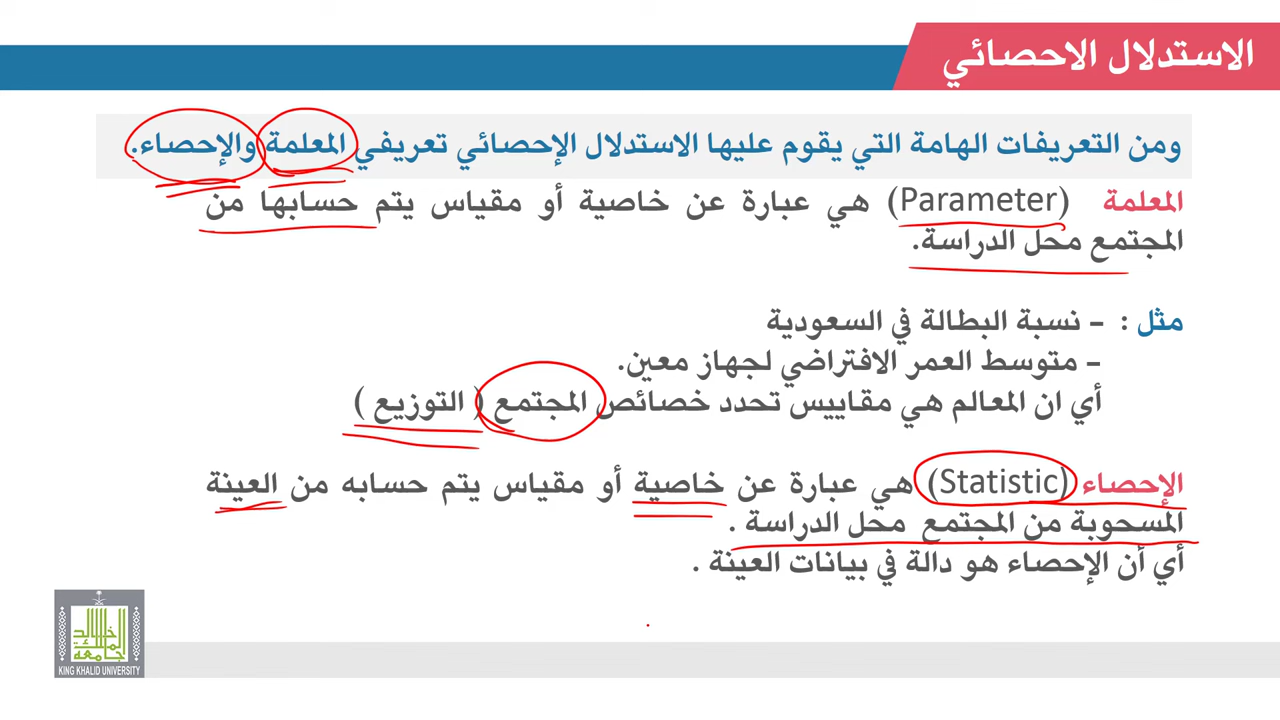 الاستدلال الاحصائي
ومن التعريفات الهامة التي يقوم عليها الاستدلال الإحصائي تعريفي المعلمة والإحصاء.
المعلمة (Parameter) هي عبارة عن خاصية أو مقياس يتم حسابها من
المجتمع محل الدراسة.
مثل : – نسبة البطالة في السعودية
– متوسط العمر الافتراضي لجهاز معين.
أي ان المعالم هي مقاييس تحدد خصائص المجتمع ( التوزيع )
الإحصاء (Statistic) هي عبارة عن خاصية أو مقياس يتم حسابه من العينة
المسحوبة من المجتمع محل الدراسة .
أي أن الإحصاء هو دالة في بيانات العينة .
جامعة الملك خالد
KING KHALID UNIVERSITY